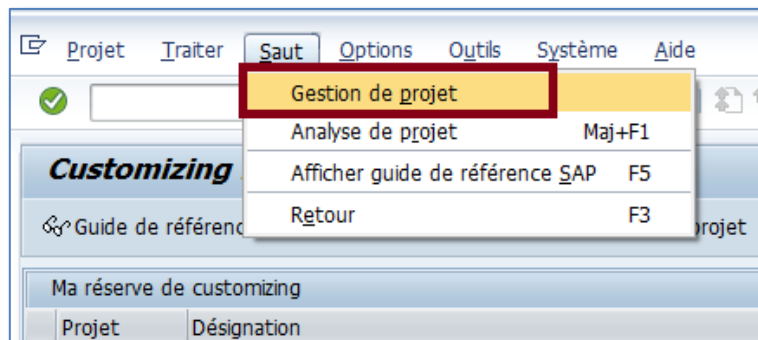 Projet Traiter Saut Options Outils Système Aide
Gestion de projet
Analyse de projet Maj+F1
Customizing
Afficher guide de référence SAP F5
Guide de référenc
Retour F3
projet
Ma réserve de customizing
Projet Désignation